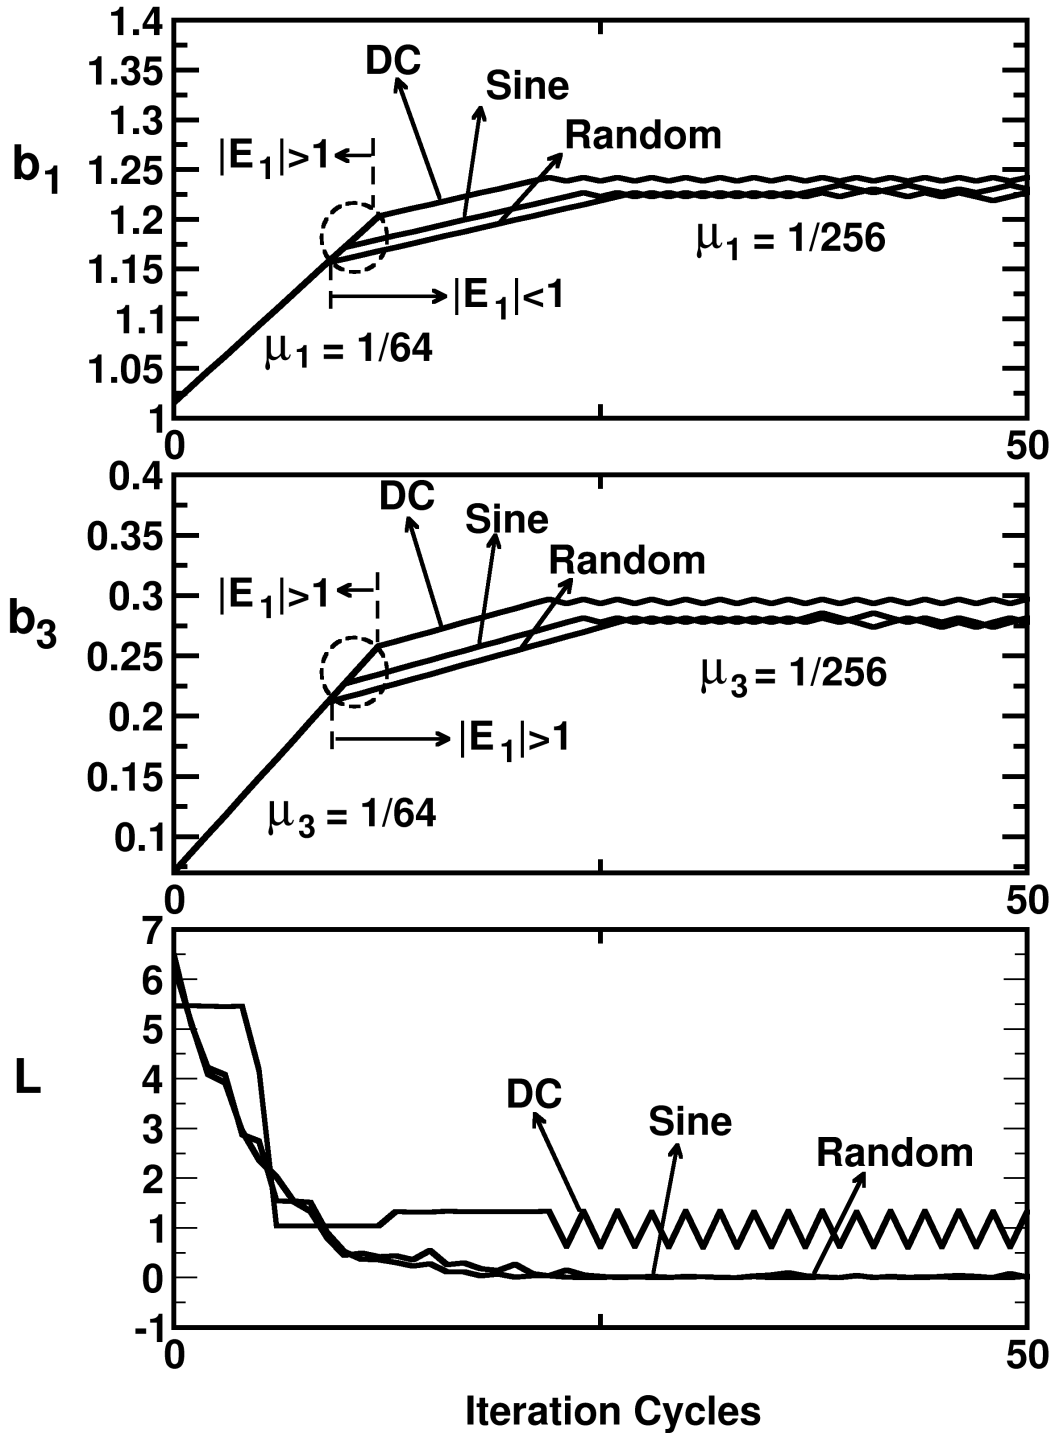 1.4
1.35
1.3
1.25
1.2
1.15
1.1
1.05
1
b1
DC
Sine
Random
|E1|>1
|E1|<1
μ1 = 1/64
μ1 = 1/256
0
50
0.4
0.35
0.3
0.25
0.2
0.15
0.1
b3
DC
Sine
Random
|E1|>1
|E1|>1
μ3 = 1/64
μ3 = 1/256
0
50
7
6
5
4
3
2
1
0
-1
L
DC
Sine
Random
0
50
Iteration Cycles